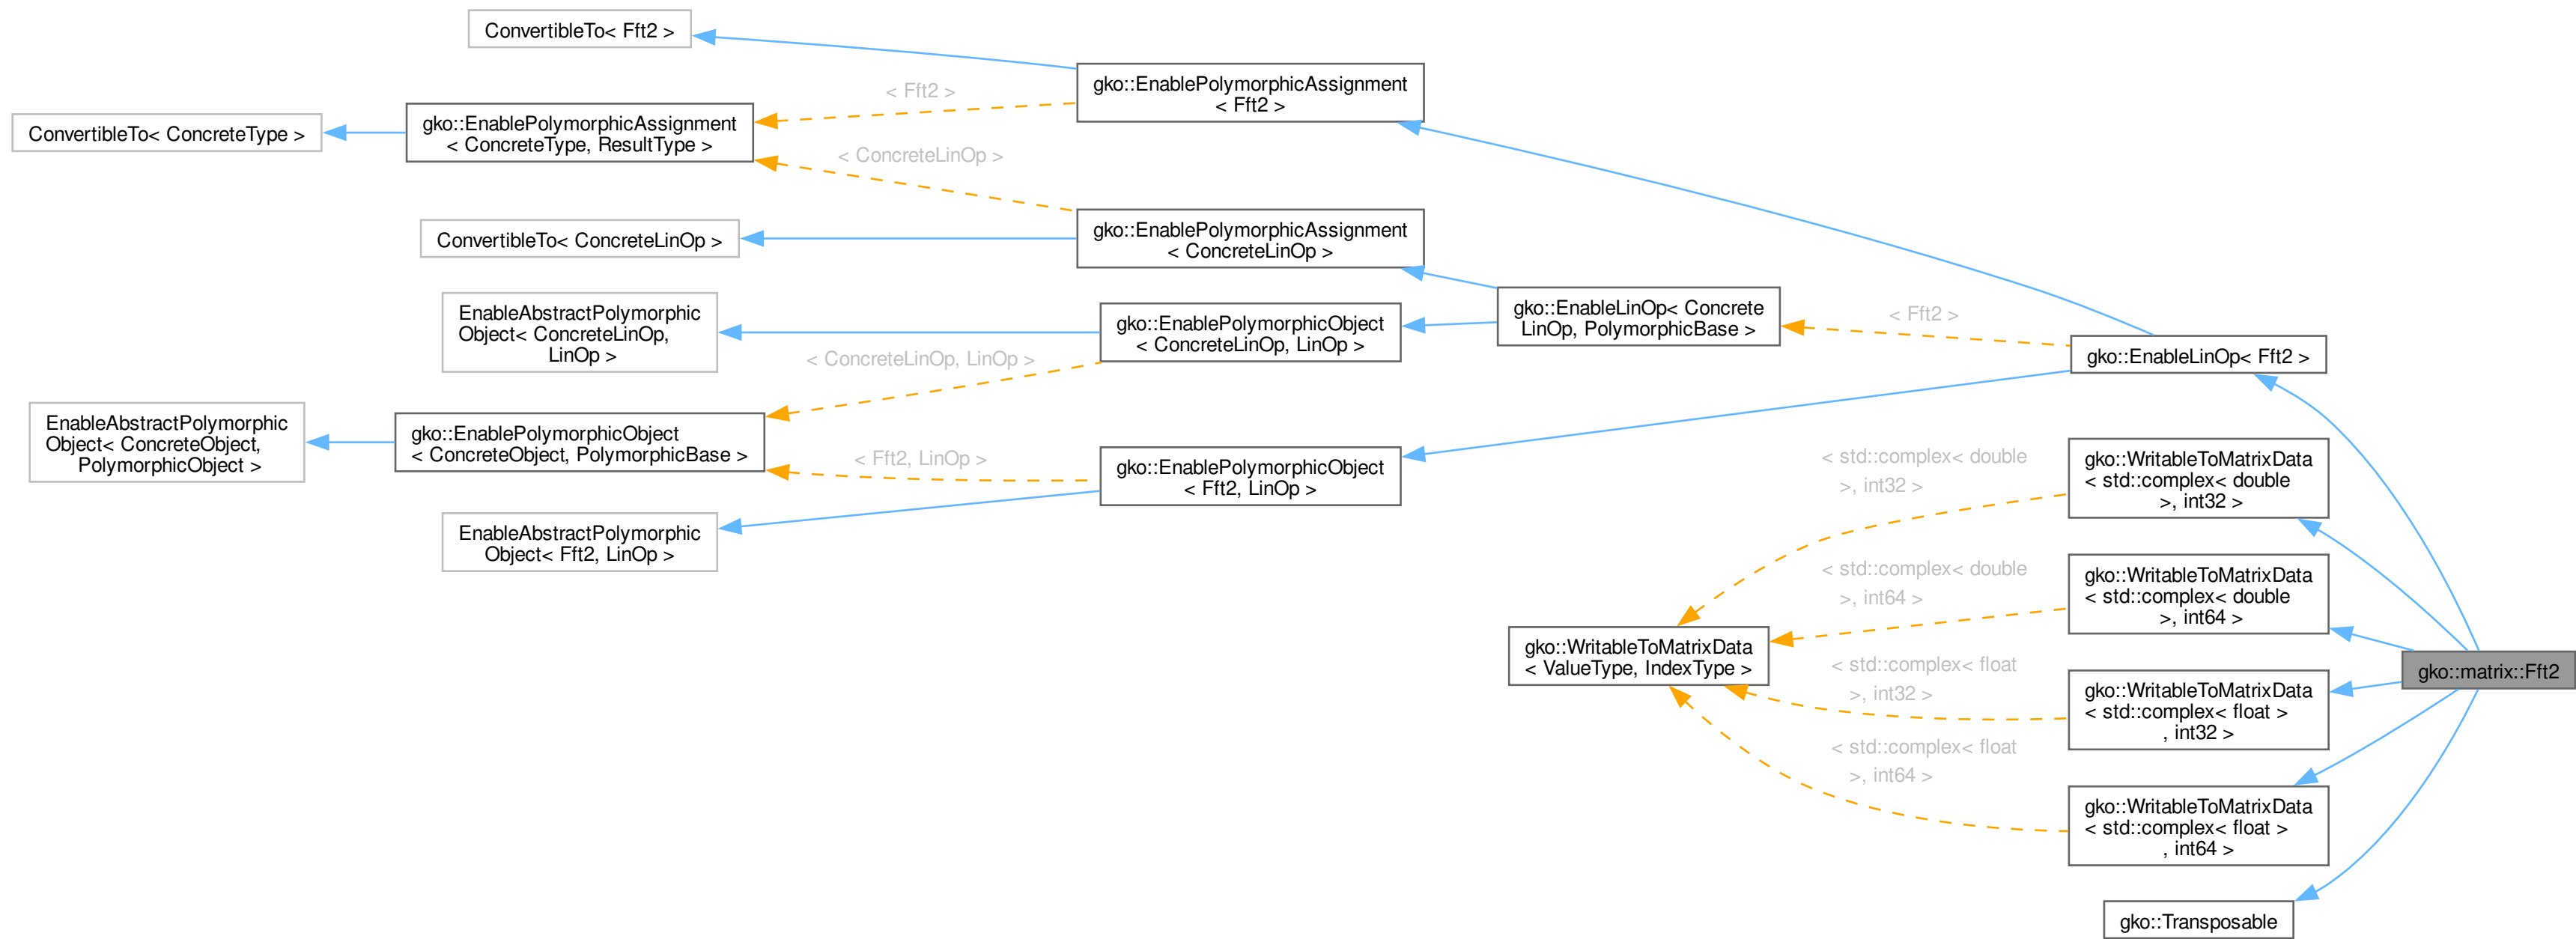 ConvertibleTo< Fft2 >
gko::EnablePolymorphicAssignment
< Fft2 >
< Fft2 >
ConvertibleTo< ConcreteType >
gko::EnablePolymorphicAssignment
< ConcreteType, ResultType >
< ConcreteLinOp >
ConvertibleTo< ConcreteLinOp >
gko::EnablePolymorphicAssignment
< ConcreteLinOp >
EnableAbstractPolymorphic
Object< ConcreteLinOp,
LinOp >
gko::EnablePolymorphicObject
< ConcreteLinOp, LinOp >
gko::EnableLinOp< Concrete
LinOp, PolymorphicBase >
< Fft2 >
gko::EnableLinOp< Fft2 >
< ConcreteLinOp, LinOp >
EnableAbstractPolymorphic
Object< ConcreteObject,
PolymorphicObject >
gko::EnablePolymorphicObject
< ConcreteObject, PolymorphicBase >
< Fft2, LinOp >
gko::EnablePolymorphicObject
< Fft2, LinOp >
EnableAbstractPolymorphic
Object< Fft2, LinOp >
< std::complex< double
>, int32 >
gko::WritableToMatrixData
< std::complex< double
>, int32 >
< std::complex< double
>, int64 >
gko::WritableToMatrixData
< std::complex< double
>, int64 >
gko::WritableToMatrixData
< ValueType, IndexType >
< std::complex< float
>, int32 >
gko::WritableToMatrixData
< std::complex< float >
, int32 >
gko::matrix::Fft2
< std::complex< float
>, int64 >
gko::WritableToMatrixData
< std::complex< float >
, int64 >
gko::Transposable